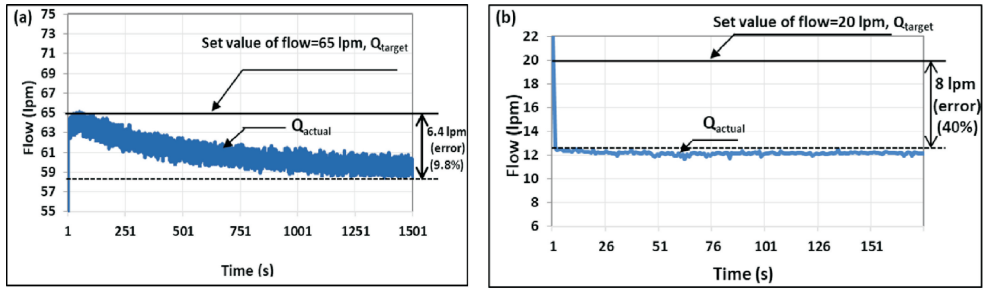 (a)
75
73
71
69
67
65
63
61
59
57
55
Flow (lpm)
Set value of flow=65 lpm, Qtarget
Qactual
6.4 lpm
(error)
(9.8%)
1 251 501 751 1001 1251 1501
Time (s)
(b)
22
20
18
16
14
12
10
8
6
Flow (lpm)
Set value of flow=20 lpm, Qtarget
Qactual
8 lpm
(error)
(40%)
1 26 51 76 101 126 151
Time (s)